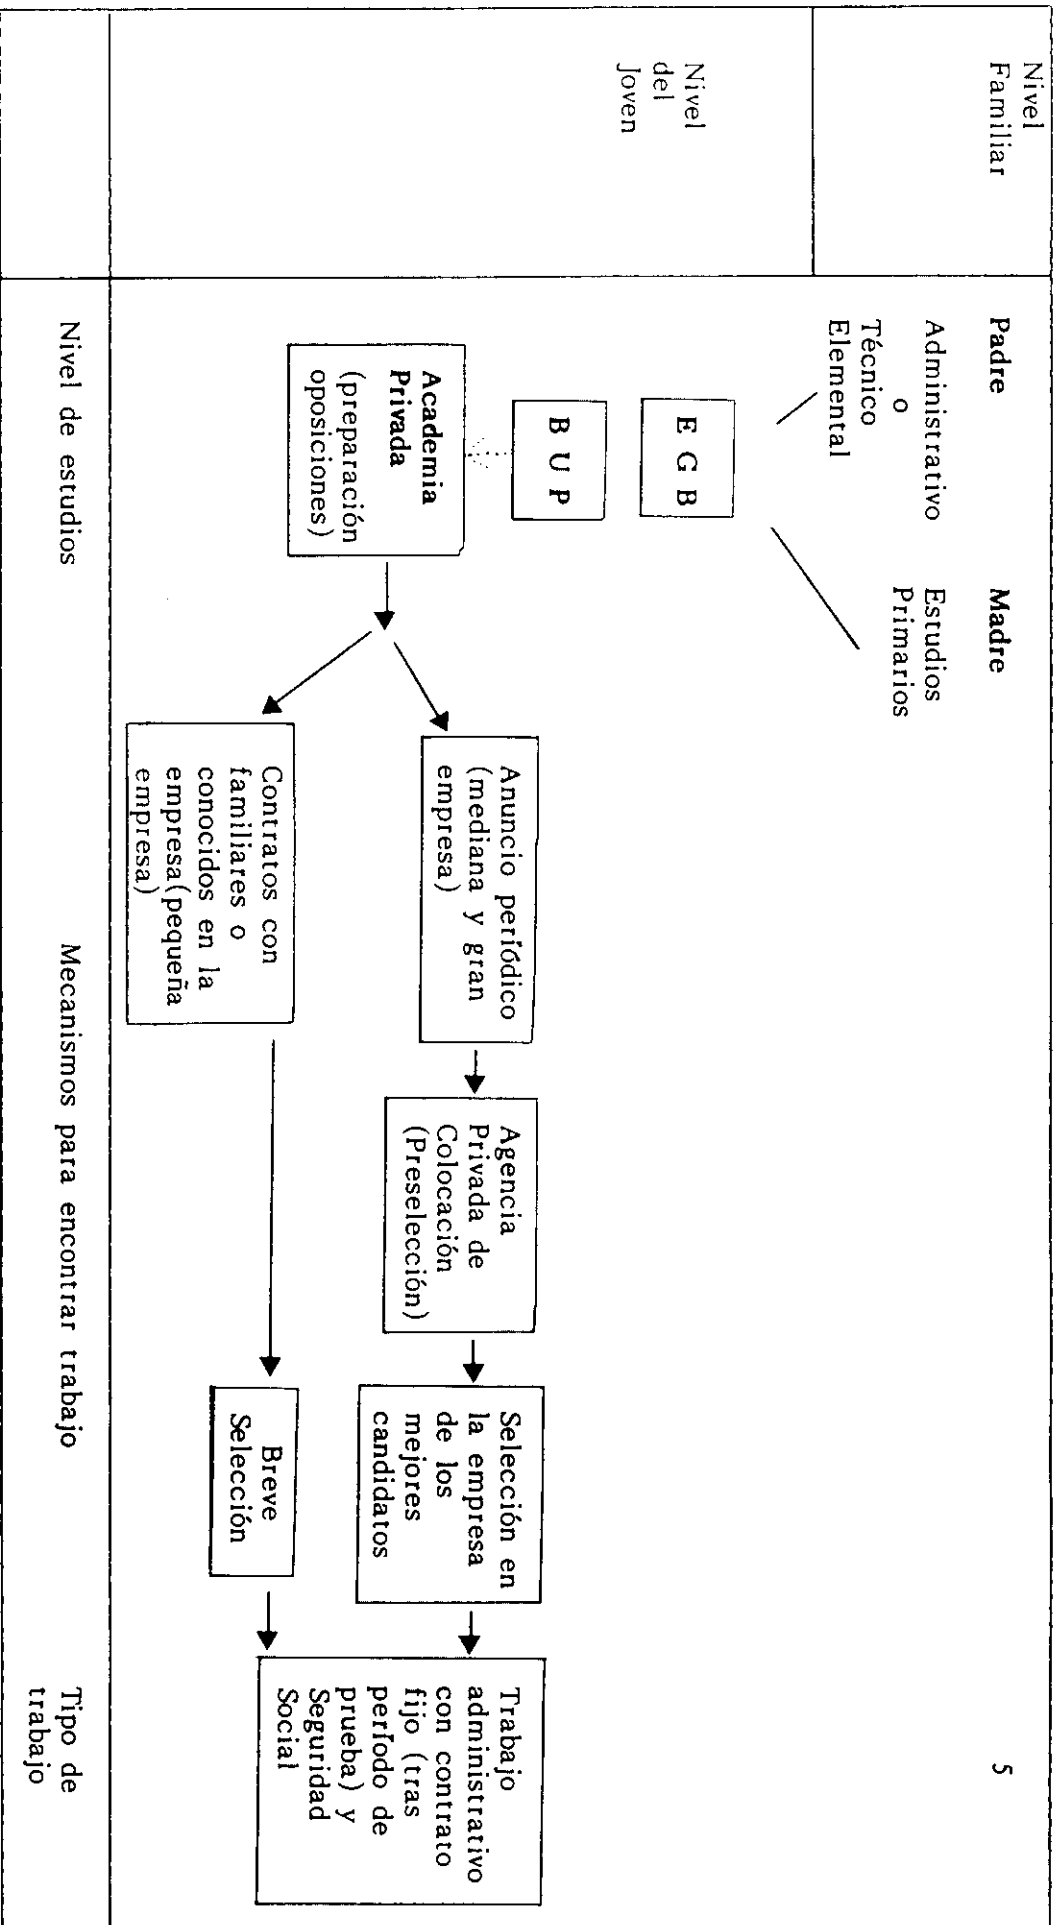 Nivel
Familiar
Padre
Madre
5
Administrativo
o
Técnico
Elemental
Estudios
Primarios
Nivel
del
Joven
E G B
B U P
Academia
Privada
(preparación
oposiciones)
Anuncio periódico
(mediana y gran
empresa)
Agencia
Privada de
Colocación
(Preselección)
Selección en
la empresa
de los
mejores
candidatos
Trabajo
administrativo
con contrato
fijo (tras
período de
prueba) y
Seguridad
Social
Contratos con
familiares o
conocidos en la
empresa(pequeña
empresa)
Breve
Selección
Nivel de estudios
Mecanismos para encontrar trabajo
Tipo de
trabajo